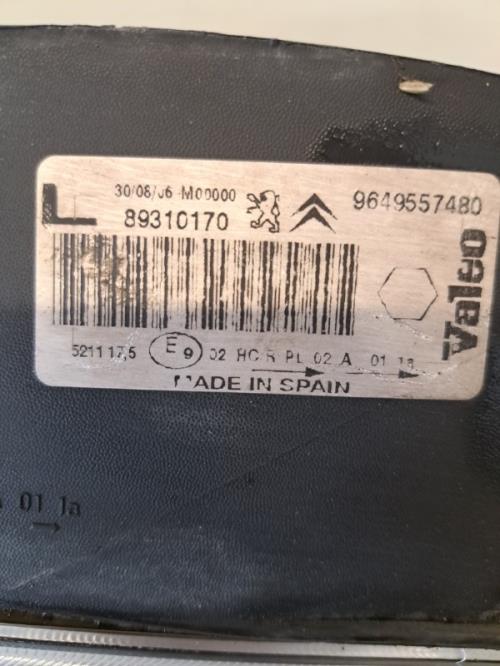 L
30/08/06 M00000
89310170
9649557480
Valeo
5211 17,5
E 9 02 HC R PL 02 A 01 1a
MADE IN SPAIN
01 1a